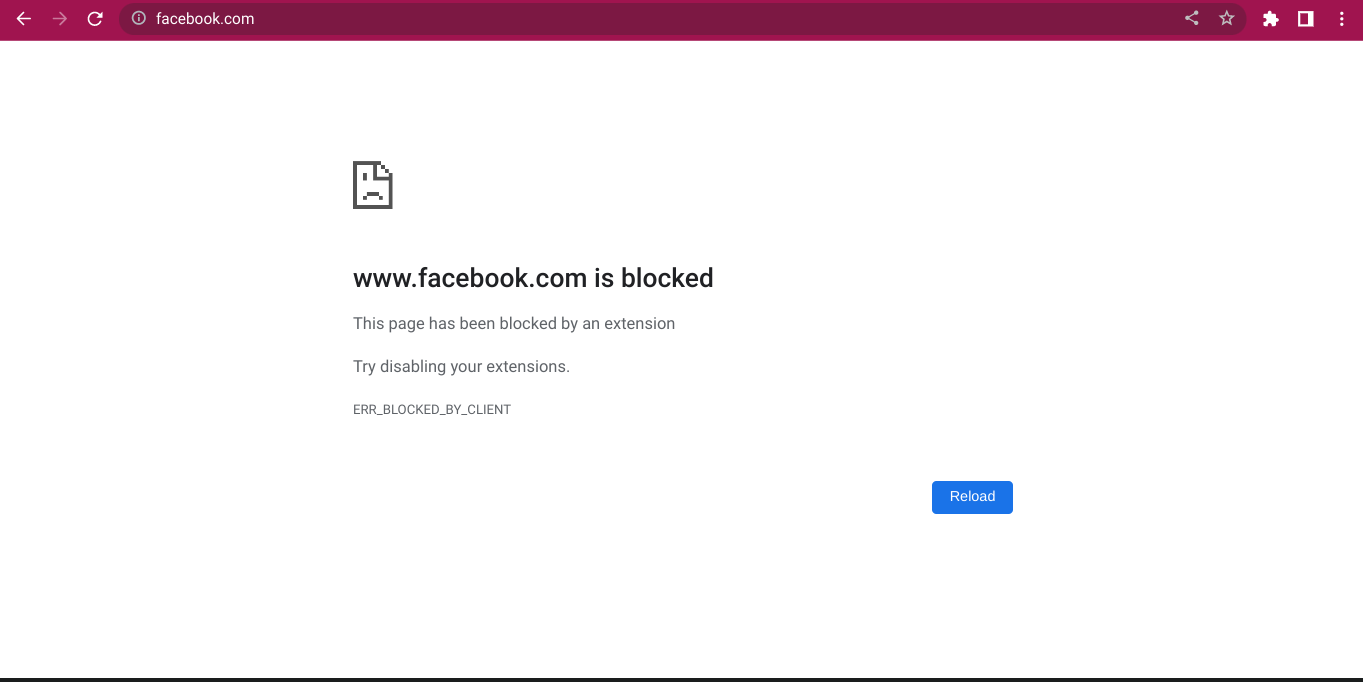 facebook.com
www.facebook.com is blocked
This page has been blocked by an extension
Try disabling your extensions.
ERR_BLOCKED_BY_CLIENT
Reload